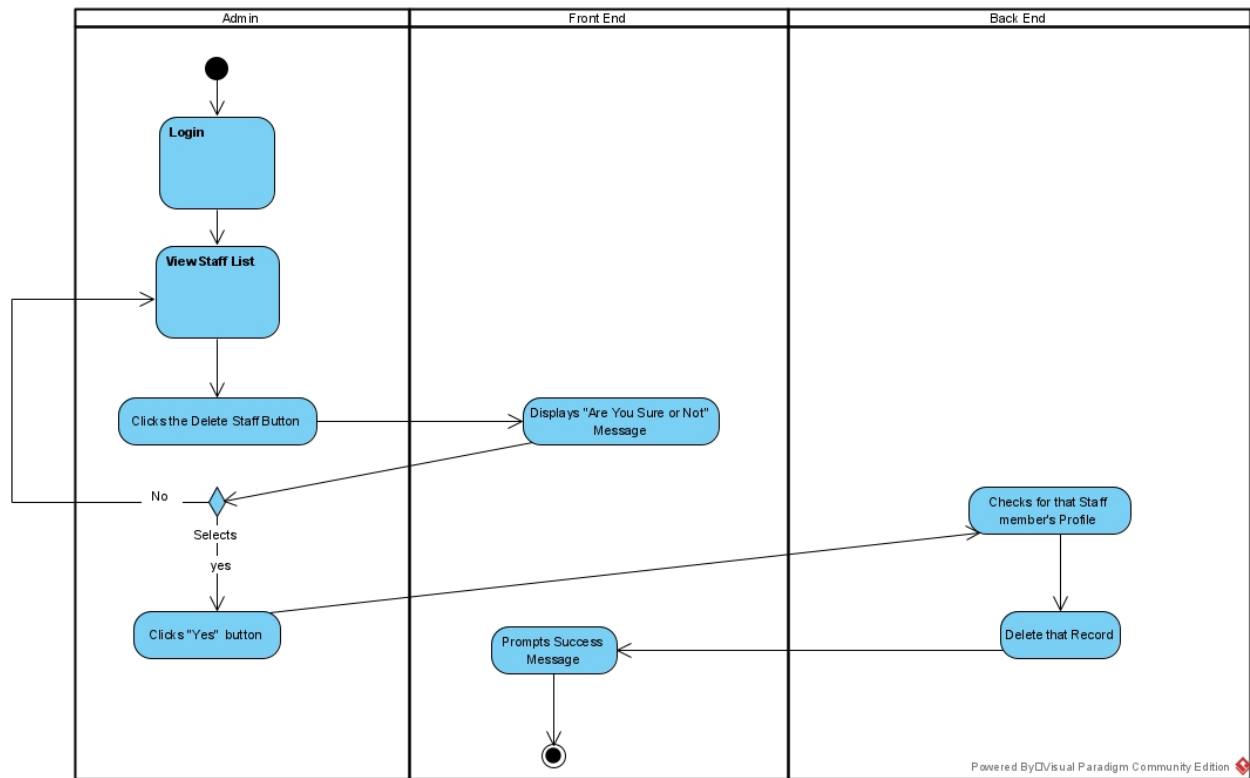 Admin
Front End
Back End
Login
View Staff List
Clicks the Delete Staff Button
Displays "Are You Sure or Not"
Message
No
Selects
yes
Checks for that Staff
member's Profile
Clicks "Yes" button
Prompts Success
Message
Delete that Record
Powered By□Visual Paradigm Community Edition